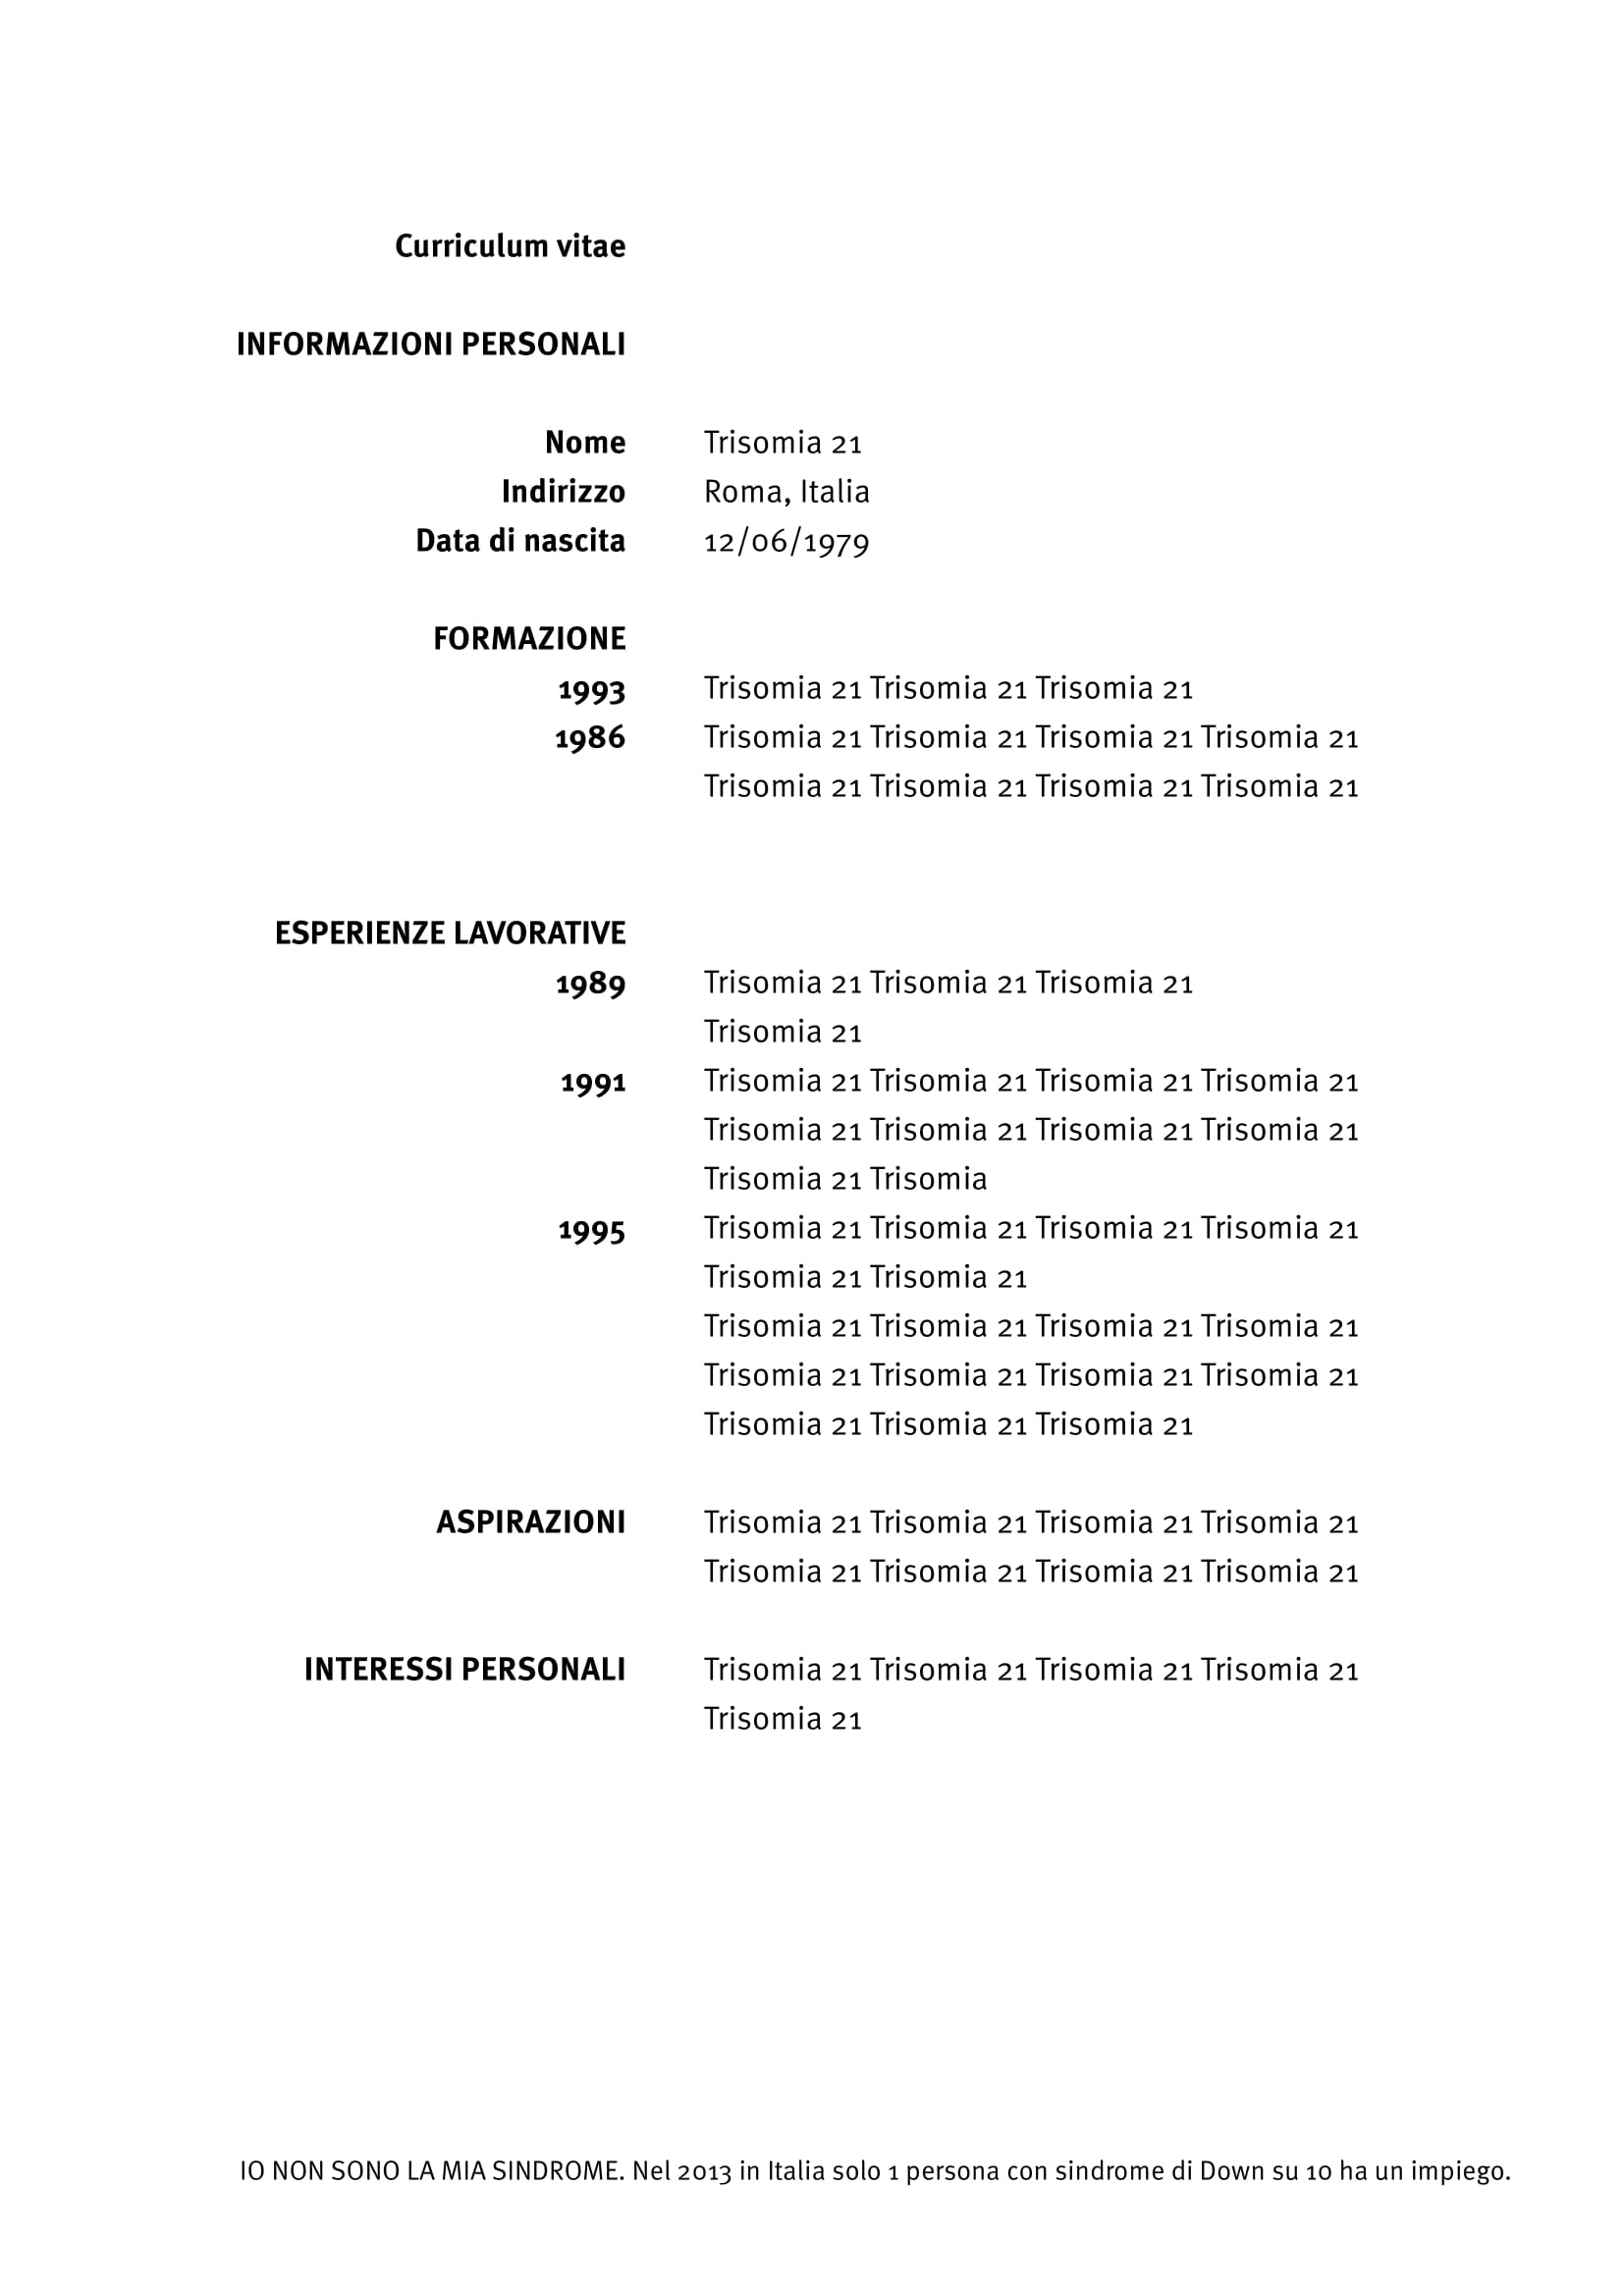 Curriculum vitae
INFORMAZIONI PERSONALI
Nome Trisomia 21
Indirizzo Roma, Italia
Data di nascita 12/06/1979
FORMAZIONE
1993 Trisomia 21 Trisomia 21 Trisomia 21
1986 Trisomia 21 Trisomia 21 Trisomia 21 Trisomia 21
Trisomia 21 Trisomia 21 Trisomia 21 Trisomia 21
ESPERIENZE LAVORATIVE
1989 Trisomia 21 Trisomia 21 Trisomia 21
Trisomia 21
1991 Trisomia 21 Trisomia 21 Trisomia 21 Trisomia 21
Trisomia 21 Trisomia 21 Trisomia 21 Trisomia 21
Trisomia 21 Trisomia
1995 Trisomia 21 Trisomia 21 Trisomia 21 Trisomia 21
Trisomia 21 Trisomia 21
Trisomia 21 Trisomia 21 Trisomia 21 Trisomia 21
Trisomia 21 Trisomia 21 Trisomia 21 Trisomia 21
Trisomia 21 Trisomia 21 Trisomia 21
ASPIRAZIONI Trisomia 21 Trisomia 21 Trisomia 21 Trisomia 21
Trisomia 21 Trisomia 21 Trisomia 21 Trisomia 21
INTERESSI PERSONALI Trisomia 21 Trisomia 21 Trisomia 21 Trisomia 21
Trisomia 21
IO NON SONO LA MIA SINDROME. Nel 2013 in Italia solo 1 persona con sindrome di Down su 10 ha un impiego.